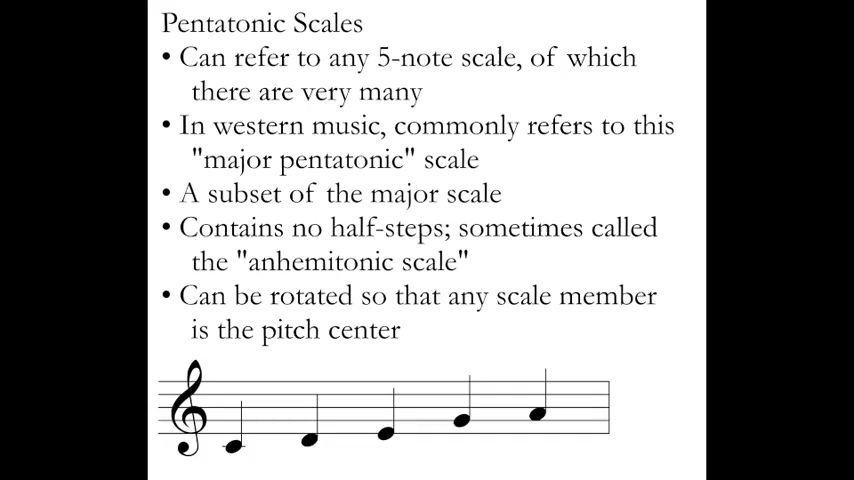 Pentatonic Scales
• Can refer to any 5-note scale, of which
there are very many
• In western music, commonly refers to this
"major pentatonic" scale
• A subset of the major scale
• Contains no half-steps; sometimes called
the "anhemitonic scale"
• Can be rotated so that any scale member
is the pitch center